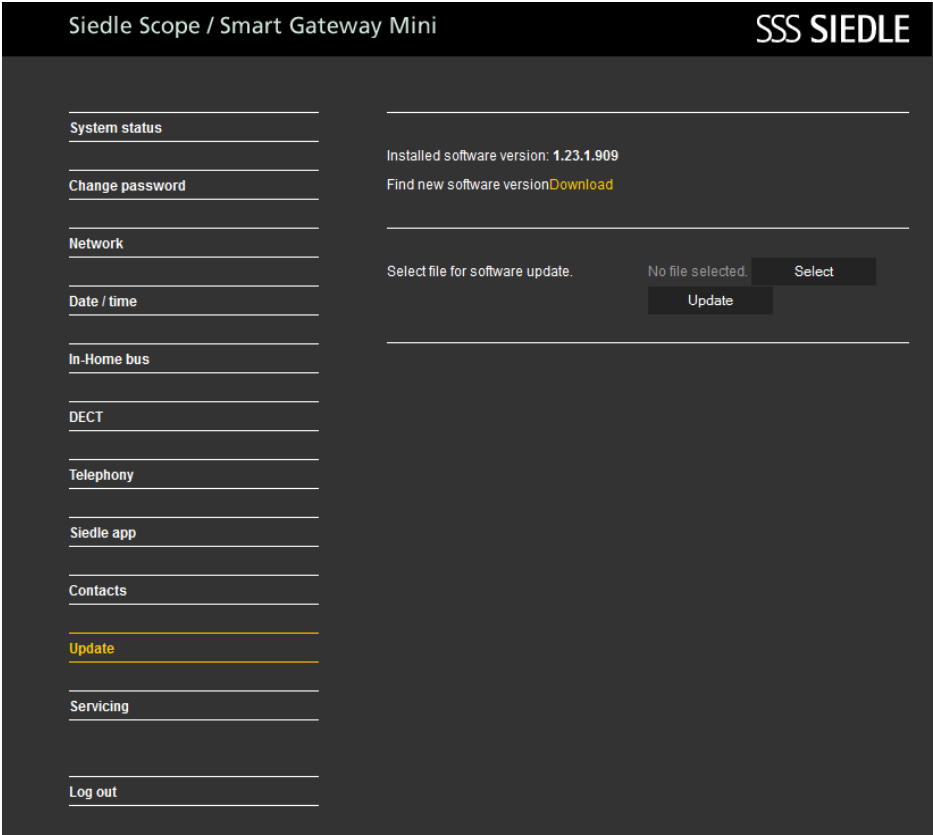 Siedle Scope / Smart Gateway Mini
SSS SIEDLE
System status
Change password
Network
Date / time
In-Home bus
DECT
Telephony
Siedle app
Contacts
Update
Servicing
Log out
Installed software version: 1.23.1.909
Find new software versionDownload
Select file for software update.
No file selected.
Select
Update